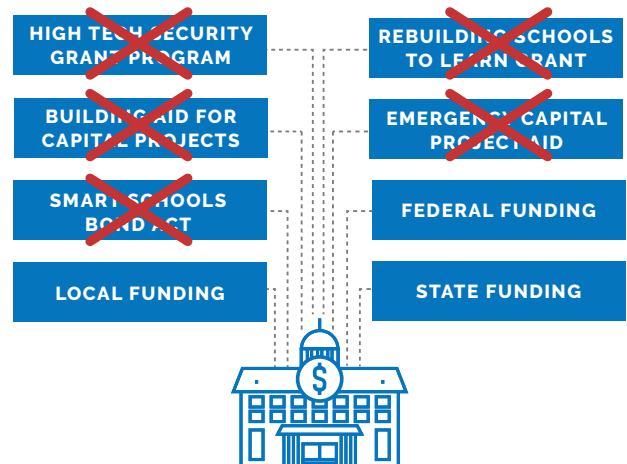 HIGH TECH SECURITY
GRANT PROGRAM
REBUILDING SCHOOLS
TO LEARN GRANT
BUILDING AID FOR
CAPITAL PROJECTS
EMERGENCY CAPITAL
PROJECT AID
SMART SCHOOLS
BOND ACT
FEDERAL FUNDING
LOCAL FUNDING
STATE FUNDING
$